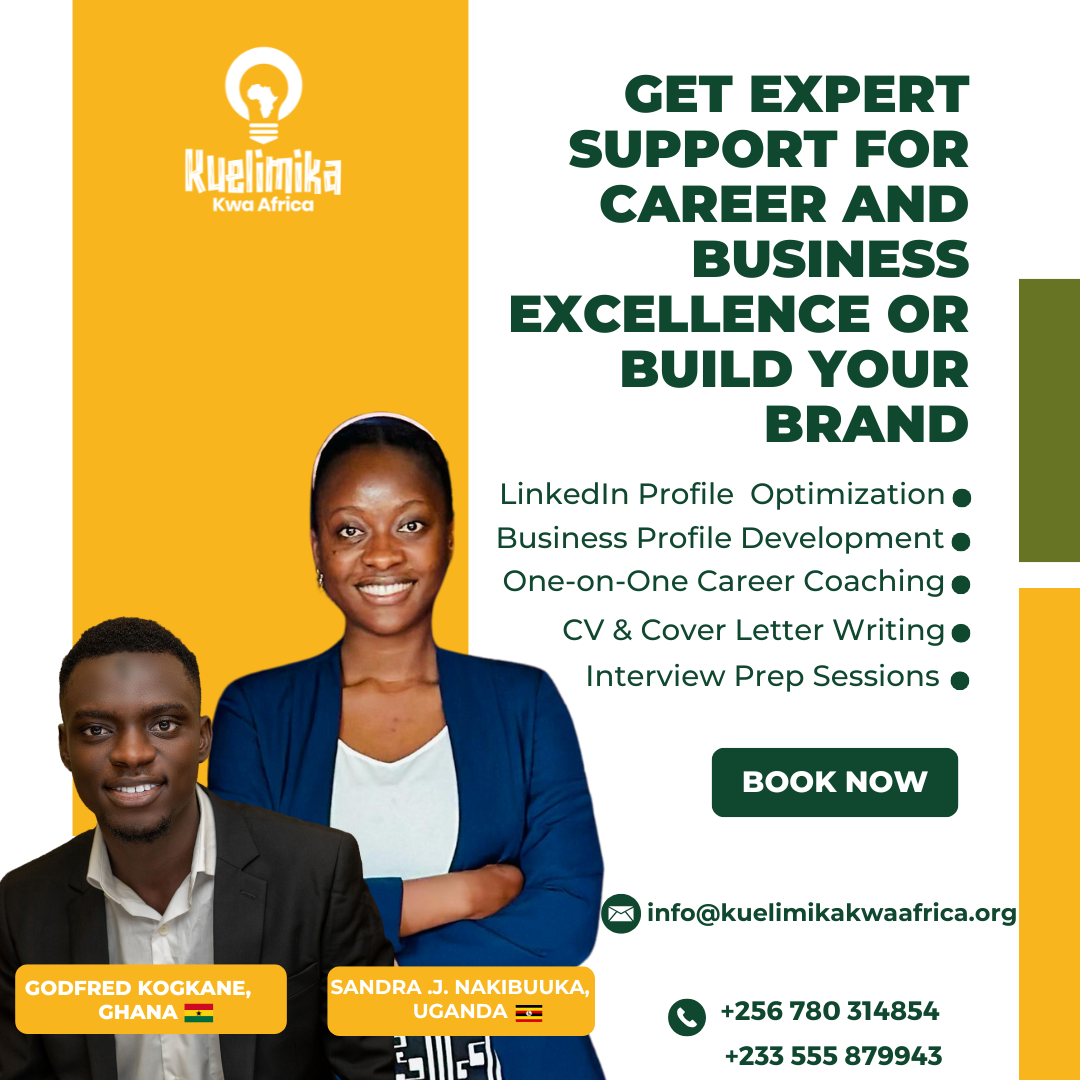 Kuelimika
Kwa Africa
GET EXPERT
SUPPORT FOR
CAREER AND
BUSINESS
EXCELLENCE OR
BUILD YOUR
BRAND
LinkedIn Profile  Optimization
Business Profile Development
One-on-One Career Coaching
CV & Cover Letter Writing
Interview Prep Sessions
BOOK NOW
info@kuelimikakwaafrica.org
GODFRED KOGKANE,
GHANA
SANDRA .J. NAKIBUUKA,
UGANDA
+256 780 314854
+233 555 879943